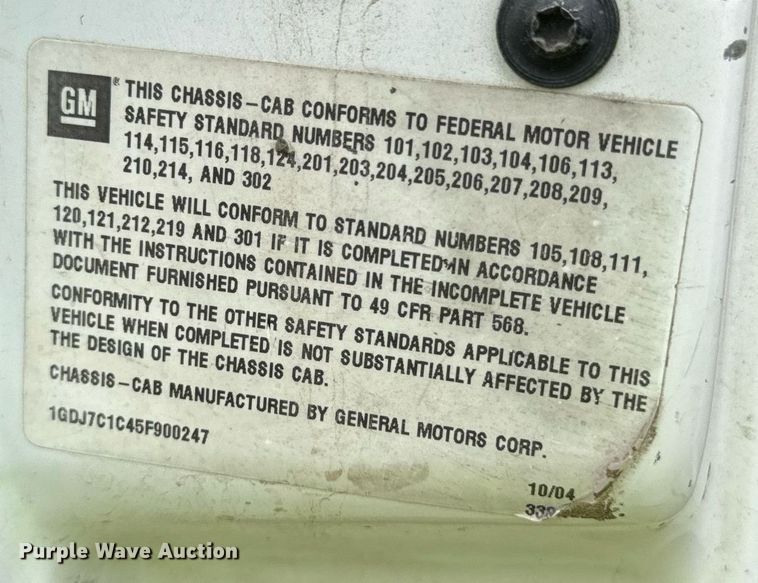 GM ® THIS CHASSIS-CAB CONFORMS TO FEDERAL MOTOR VEHICLE
SAFETY STANDARD NUMBERS 101,102,103,104,106,113,
114,115,116,118,124,201,203,204,205,206,207,208,209,
210,214, AND 302
THIS VEHICLE WILL CONFORM TO STANDARD NUMBERS 105,108,111,
120,121,212,219 AND 301 IF IT IS COMPLETED IN ACCORDANCE
WITH THE INSTRUCTIONS CONTAINED IN THE INCOMPLETE VEHICLE
DOCUMENT FURNISHED PURSUANT TO 49 CFR PART 568.
CONFORMITY TO THE OTHER SAFETY STANDARDS APPLICABLE TO THIS
VEHICLE WHEN COMPLETED IS NOT SUBSTANTIALLY AFFECTED BY THE
THE DESIGN OF THE CHASSIS CAB.
CHASSIS-CAB MANUFACTURED BY GENERAL MOTORS CORP.
1GDJ7C1C45F900247
10/04
Purple Wave Auction